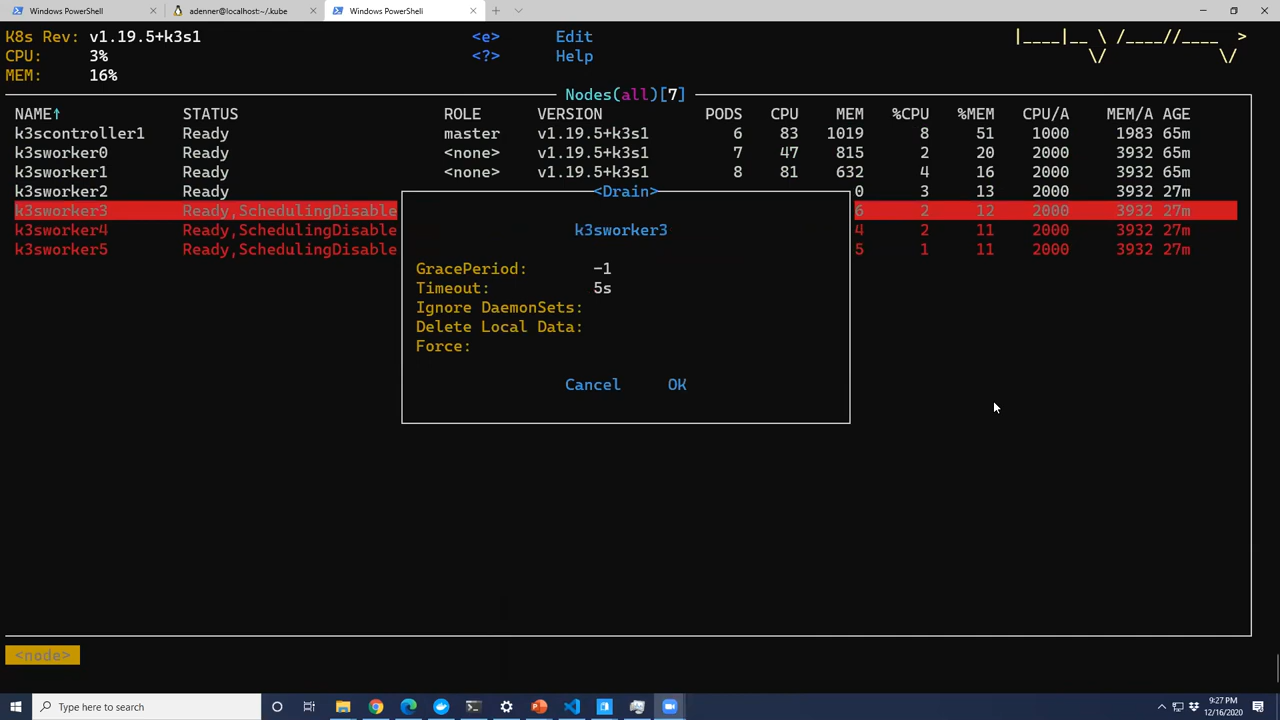 Windows PowerShell
adenner@localhost:~/.kube
Windows PowerShell
K8s Rev: v1.19.5+k3s1 <e> Edit |____|__ \ /____//____ >
CPU: 3% <?> Help \/ \/
MEM: 16%
Nodes(all)[7]
NAME↑ STATUS ROLE VERSION PODS CPU MEM %CPU %MEM CPU/A MEM/A AGE
k3scontroller1 Ready master v1.19.5+k3s1 6 83 1019 8 51 1000 1983 65m
k3sworker0 Ready <none> v1.19.5+k3s1 7 47 815 2 20 2000 3932 65m
k3sworker1 Ready <none> v1.19.5+k3s1 8 81 632 4 16 2000 3932 65m
k3sworker2 Ready 0 3 13 2000 3932 27m
k3sworker3 Ready,SchedulingDisable 6 2 12 2000 3932 27m
k3sworker4 Ready,SchedulingDisable 4 2 11 2000 3932 27m
k3sworker5 Ready,SchedulingDisable 5 1 11 2000 3932 27m
<Drain>
k3sworker3
GracePeriod: -1
Timeout: 5s
Ignore DaemonSets:
Delete Local Data:
Force:
Cancel OK
<node>
Type here to search
9:27 PM
12/16/2020